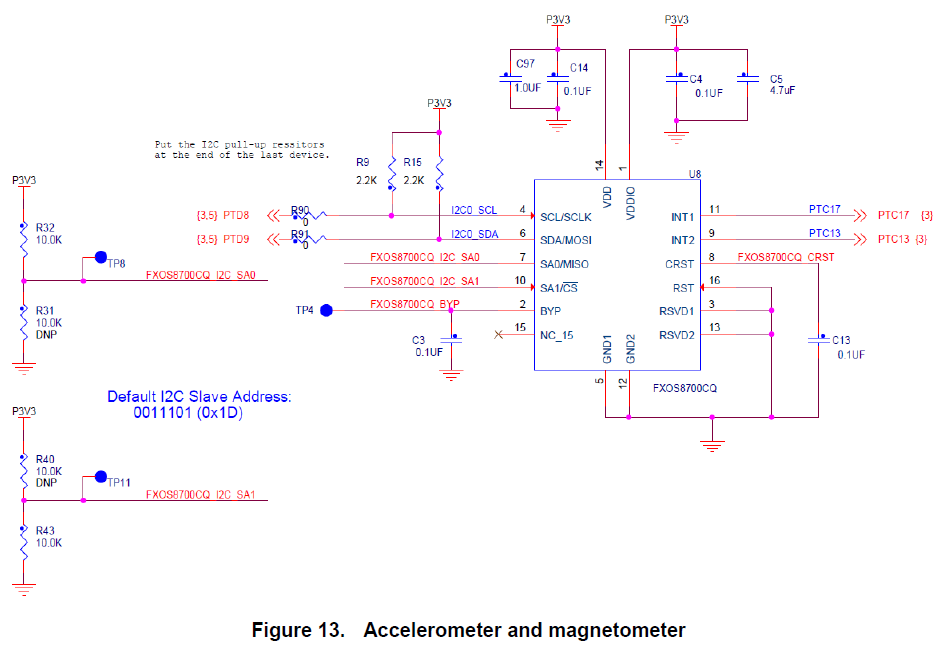 P3V3
P3V3
C97
1.0UF
C14
0.1UF
C4
0.1UF
C5
4.7uF
P3V3
Put the I2C pull-up ressitors
at the end of the last device.
R9
2.2K
R15
2.2K
P3V3
R32
10.0K
TP8
FXOS8700CQ_I2C_SA0
R31
10.0K
DNP
{3,5} PTD8
R90
0
I2C0_SCL
{3,5} PTD9
R91
0
I2C0_SDA
FXOS8700CQ_I2C_SA0
FXOS8700CQ_I2C_SA1
TP4
FXOS8700CQ_BYP
C3
0.1UF
U8
14
1
VDD
VDDIO
4 SCL/SCLK
6 SDA/MOSI
7 SA0/MISO
10 SA1/CS
2 BYP
15 NC_15
INT1 11
INT2 9
CRST 8
RST 16
RSVD1 3
RSVD2 13
GND1
GND2
5
12
FXOS8700CQ
PTC17
PTC17 {3}
PTC13
PTC13 {3}
FXOS8700CQ_CRST
C13
0.1UF
Default I2C Slave Address:
0011101 (0x1D)
P3V3
R40
10.0K
DNP
TP11
FXOS8700CQ_I2C_SA1
R43
10.0K
Figure 13. Accelerometer and magnetometer